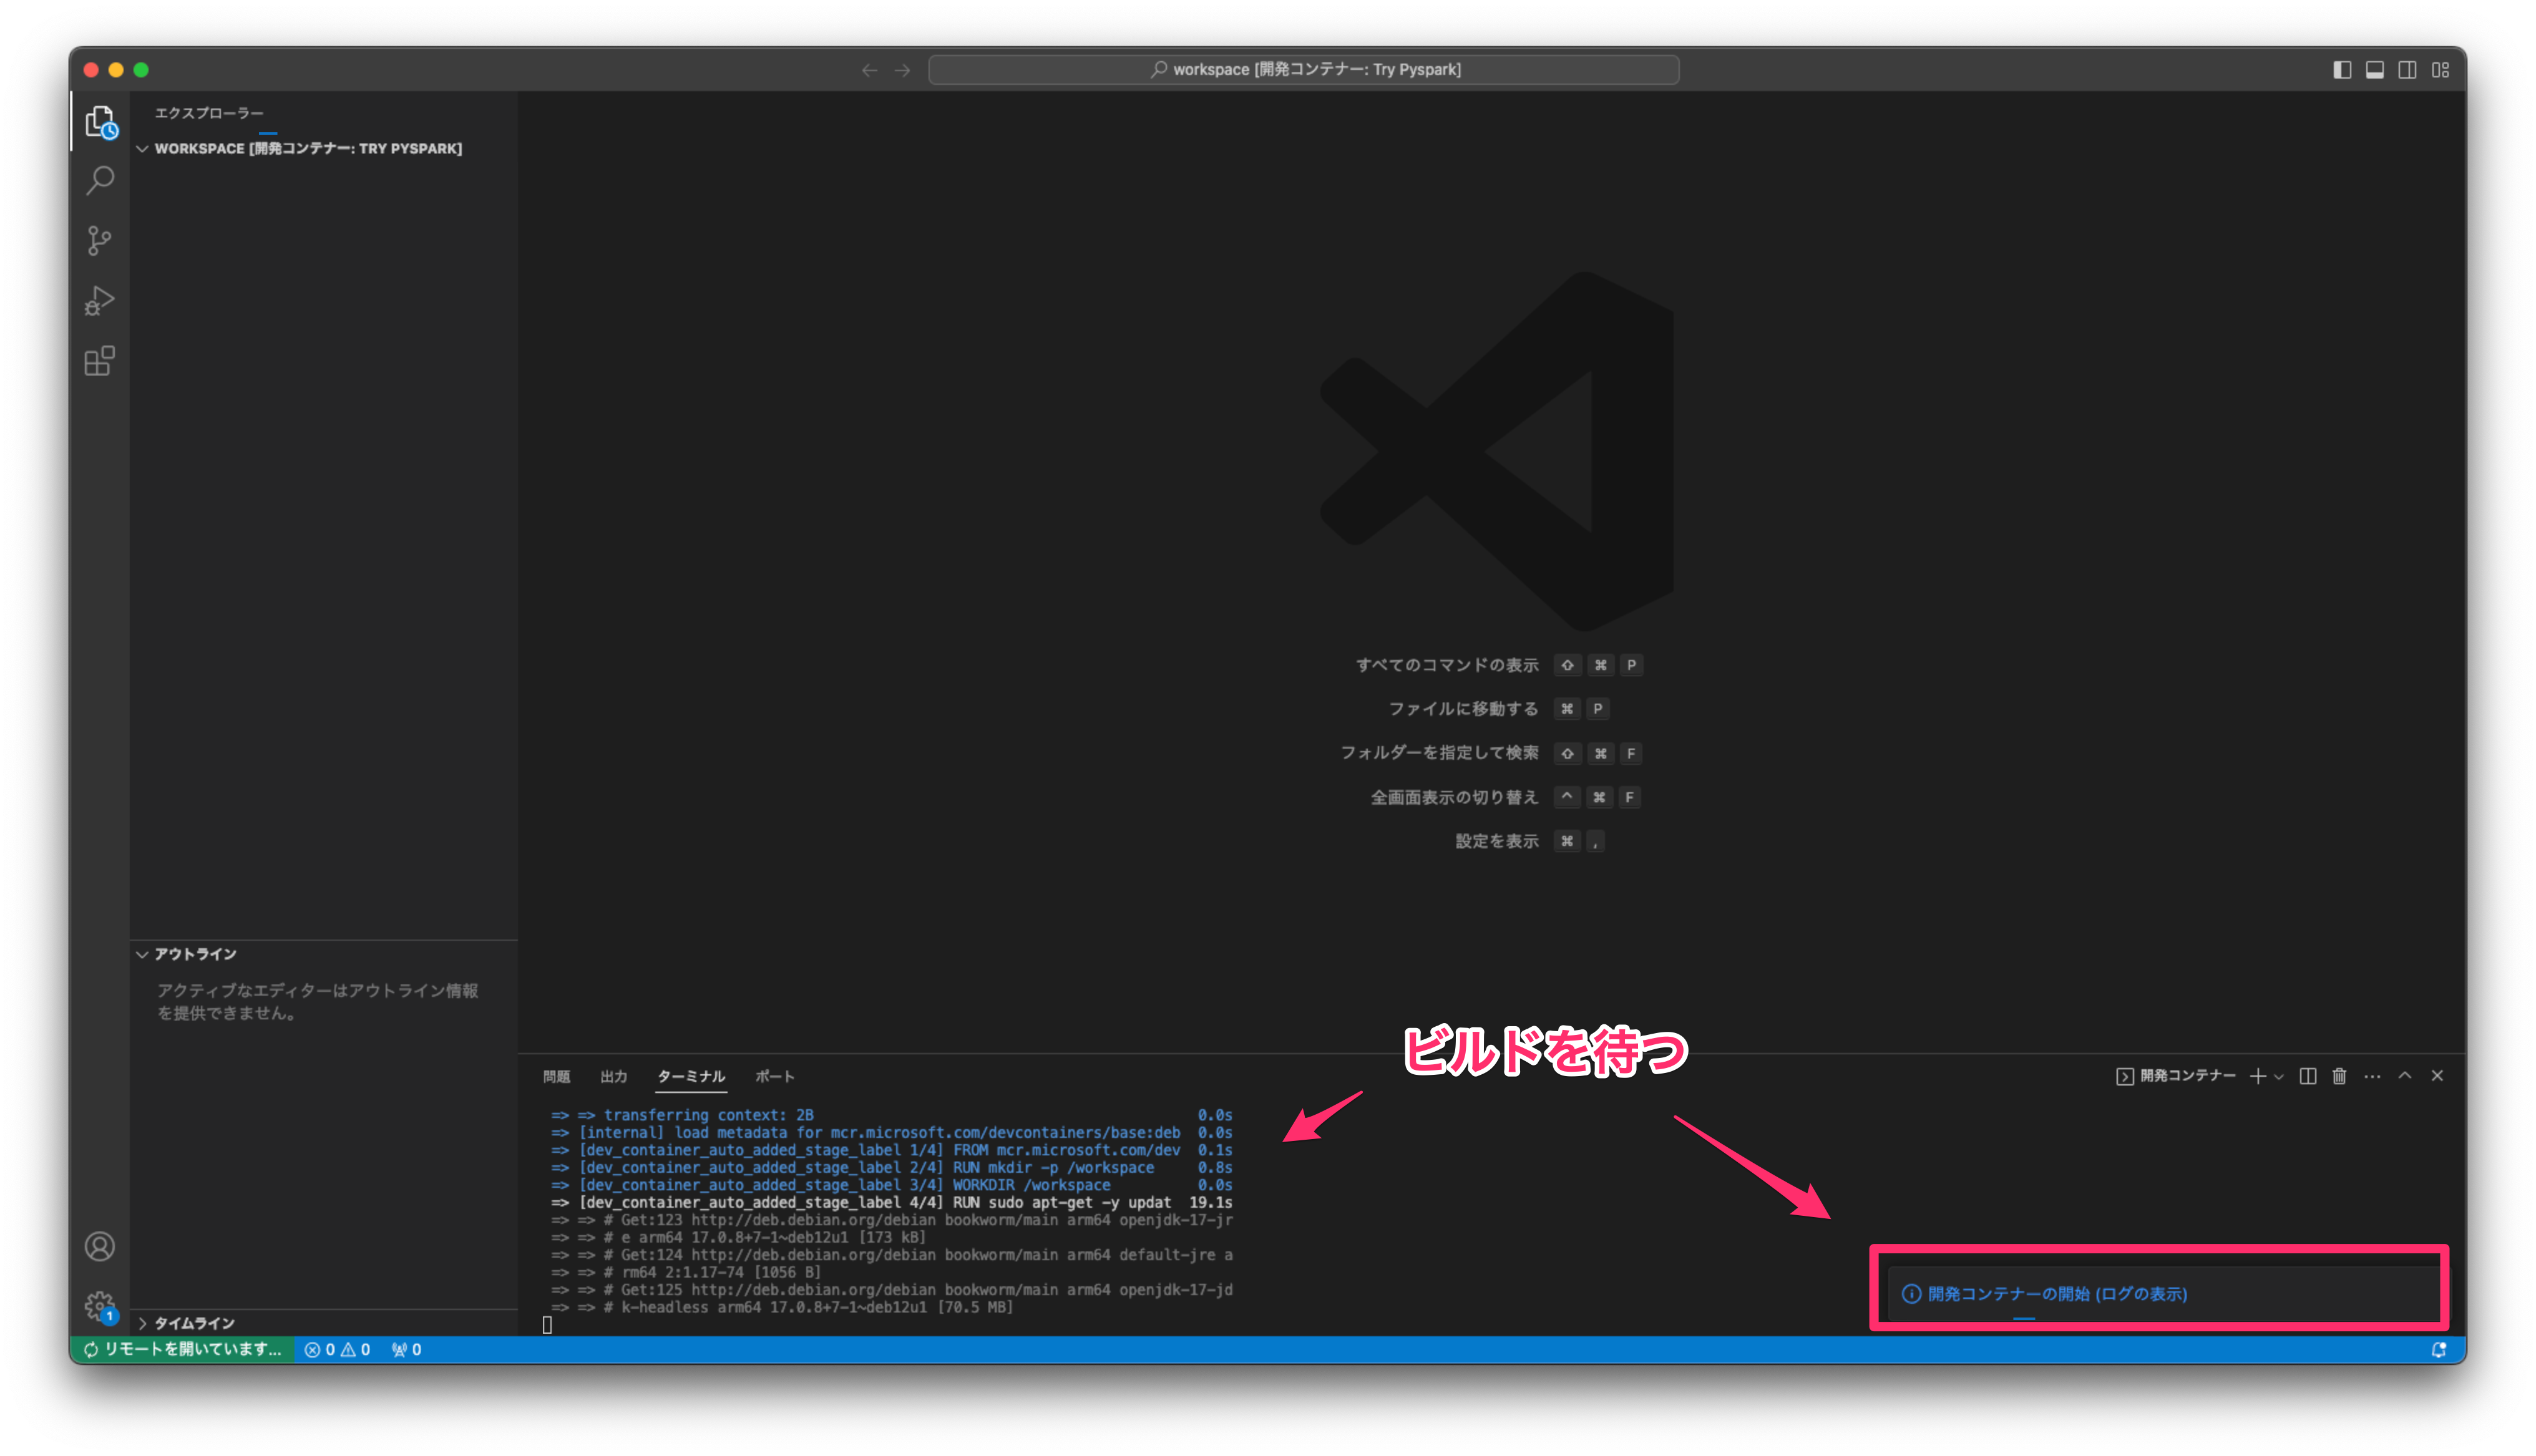 workspace [開発コンテナー: Try Pyspark]
エクスプローラー
WORKSPACE [開発コンテナー: TRY PYSPARK]
すべてのコマンドの表示 ⇧ ⌘ P
ファイルに移動する ⌘ P
フォルダーを指定して検索 ⇧ ⌘ F
全画面表示の切り替え ^ ⌘ F
設定を表示 ⌘ ,
アウトライン
アクティブなエディターはアウトライン情報
を提供できません。
タイムライン
ビルドを待つ
問題 出力 ターミナル ポート
開発コンテナー
=> => transferring context: 2B 0.0s
=> [internal] load metadata for mcr.microsoft.com/devcontainers/base:deb 0.0s
=> [dev_container_auto_added_stage_label 1/4] FROM mcr.microsoft.com/dev 0.1s
=> [dev_container_auto_added_stage_label 2/4] RUN mkdir -p /workspace 0.8s
=> [dev_container_auto_added_stage_label 3/4] WORKDIR /workspace 0.0s
=> [dev_container_auto_added_stage_label 4/4] RUN sudo apt-get -y updat 19.1s
=> => # Get:123 http://deb.debian.org/debian bookworm/main arm64 openjdk-17-jr
=> => # e arm64 17.0.8+7-1~deb12u1 [173 kB]
=> => # Get:124 http://deb.debian.org/debian bookworm/main arm64 default-jre a
=> => # rm64 2:1.17-74 [1056 B]
=> => # Get:125 http://deb.debian.org/debian bookworm/main arm64 openjdk-17-jd
=> => # k-headless arm64 17.0.8+7-1~deb12u1 [70.5 MB]
開発コンテナーの開始 (ログの表示)
1
リモートを開いています... 0 0 0